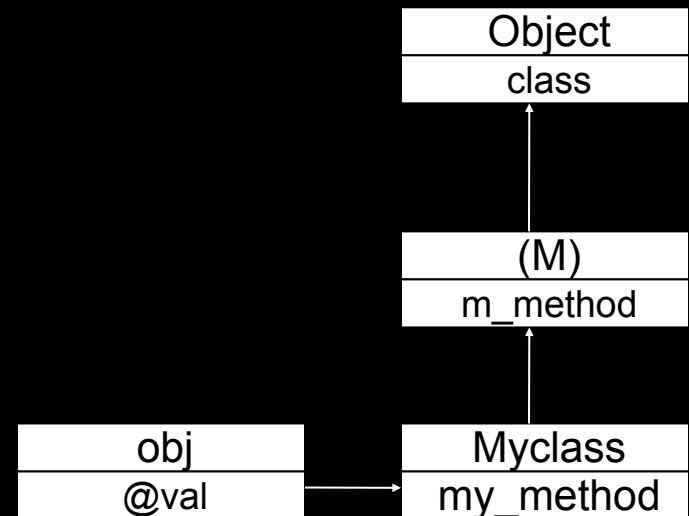 Object
class
(M)
m_method
obj
@val
Myclass
my_method